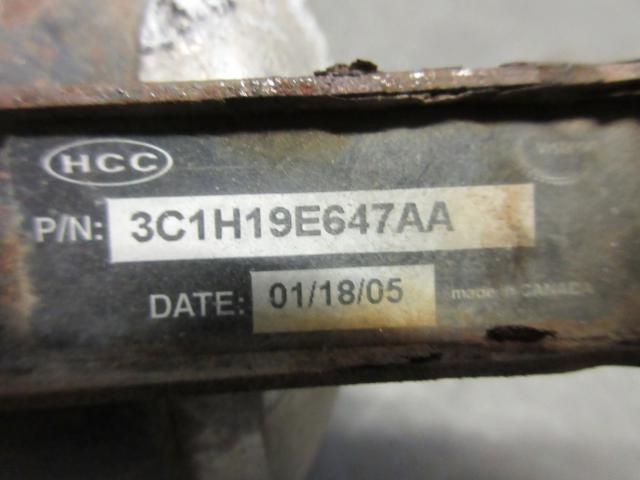 HCC
P/N: 3C1H19E647AA
DATE: 01/18/05 made in CANADA